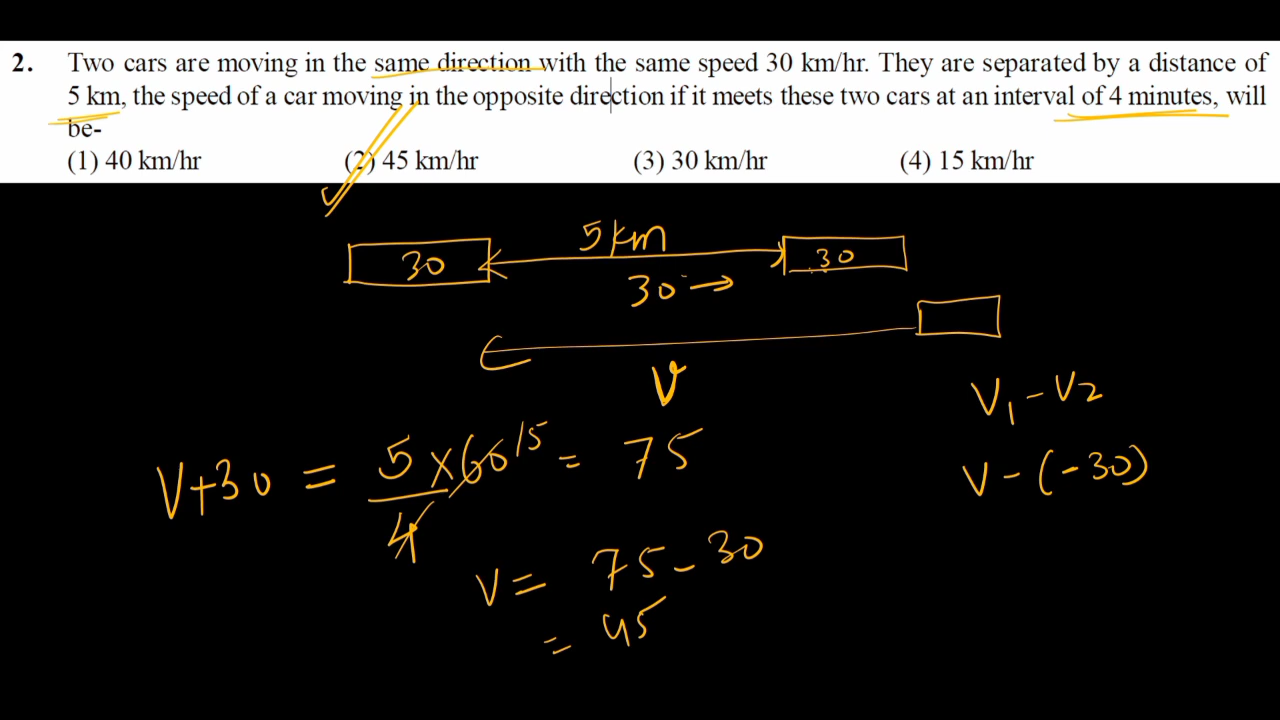 2. Two cars are moving in the same direction with the same speed 30 km/hr. They are separated by a distance of
5 km, the speed of a car moving in the opposite direction if it meets these two cars at an interval of 4 minutes, will
be-
(1) 40 km/hr (2) 45 km/hr (3) 30 km/hr (4) 15 km/hr
30 5 km 30
30 →
V
V1 - V2
V+30 = 5 × 60 15 = 75
4
V - (-30)
V = 75 - 30
= 45